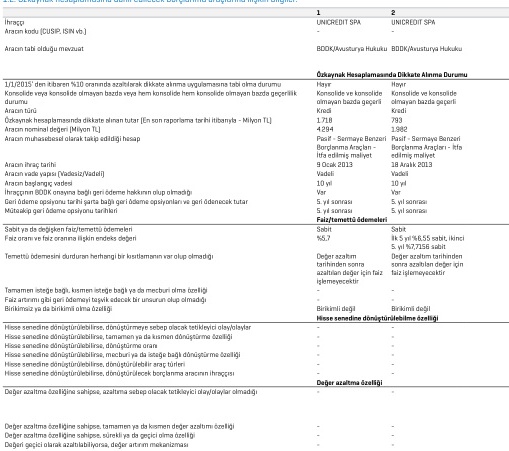 1.2. Özkaynak hesaplamasına dahil edilecek borçlanma araçlarına ilişkin bilgiler:
1 2
İhraççı UNICREDIT SPA UNICREDIT SPA
Aracın kodu (CUSIP, ISIN vb.) - -
Aracın tabi olduğu mevzuat BDDK/Avusturya Hukuku BDDK/Avusturya Hukuku
Özkaynak Hesaplamasında Dikkate Alınma Durumu
1/1/2015' den itibaren %10 oranında azaltılarak dikkate alınma uygulamasına tabi olma durumu Hayır Hayır
Konsolide veya konsolide olmayan bazda veya hem konsolide hem konsolide olmayan bazda geçerlilik Konsolide ve konsolide Konsolide ve konsolide
durumu olmayan bazda geçerli olmayan bazda geçerli
Aracın türü Kredi Kredi
Özkaynak hesaplamasında dikkate alınan tutar (En son raporlama tarihi itibarıyla - Milyon TL) 1.718 793
Aracın nominal değeri (Milyon TL) 4.294 1.982
Aracın muhasebesel olarak takip edildiği hesap Pasif - Sermaye Benzeri Pasif - Sermaye Benzeri
Borçlanma Araçları - Borçlanma Araçları - İtfa
İtfa edilmiş maliyet edilmiş maliyet
Aracın ihraç tarihi 9 Ocak 2013 18 Aralık 2013
Aracın vade yapısı (Vadesiz/Vadeli) Vadeli Vadeli
Aracın başlangıç vadesi 10 yıl 10 yıl
İhraççının BDDK onayına bağlı geri ödeme hakkının olup olmadığı Var Var
Geri ödeme opsiyonu tarihi şarta bağlı geri ödeme opsiyonları ve geri ödenecek tutar 5. yıl sonrası 5. yıl sonrası
Müteakip geri ödeme opsiyonu tarihleri 5. yıl sonrası 5. yıl sonrası
Faiz/temettü ödemeleri
Sabit ya da değişken faiz/temettü ödemeleri Sabit Sabit
Faiz oranı ve faiz oranına ilişkin endeks değeri %5,7 İlk 5 yıl %6,55 sabit, ikinci
5. yıl %7,7156 sabit
Temettü ödemesini durduran herhangi bir kısıtlamanın var olup olmadığı Değer azaltım Değer azaltım tarihinden
tarihinden sonra sonra azaltılan değer için
azaltılan değer için faiz faiz işlemeyecektir
işlemeyecektir
Tamamen isteğe bağlı, kısmen isteğe bağlı ya da mecburi olma özelliği - -
Faiz artırımı gibi geri ödemeyi teşvik edecek bir unsurun olup olmadığı - -
Birikimsiz ya da birikimli olma özelliği Birikimli değil Birikimli değil
Hisse senedine dönüştürülebilme özelliği
Hisse senedine dönüştürülebilirse, dönüştürmeye sebep olacak tetikleyici olay/olaylar - -
Hisse senedine dönüştürülebilirse, tamamen ya da kısmen dönüştürme özelliği - -
Hisse senedine dönüştürülebilirse, dönüştürme oranı - -
Hisse senedine dönüştürülebilirse, mecburi ya da isteğe bağlı dönüştürme özelliği - -
Hisse senedine dönüştürülebilirse, dönüştürülebilir araç türleri - -
Hisse senedine dönüştürülebilirse, dönüştürülecek borçlanma aracının ihraççısı - -
Değer azaltma özelliği
Değer azaltma özelliğine sahipse, azaltıma sebep olacak tetikleyici olay/olaylar olmadığı - -
Değer azaltma özelliğine sahipse, tamamen ya da kısmen değer azaltımı özelliği - -
Değer azaltma özelliğine sahipse, sürekli ya da geçici olma özelliği - -
Değeri geçici olarak azaltılabiliyorsa, değer artırım mekanizması - -